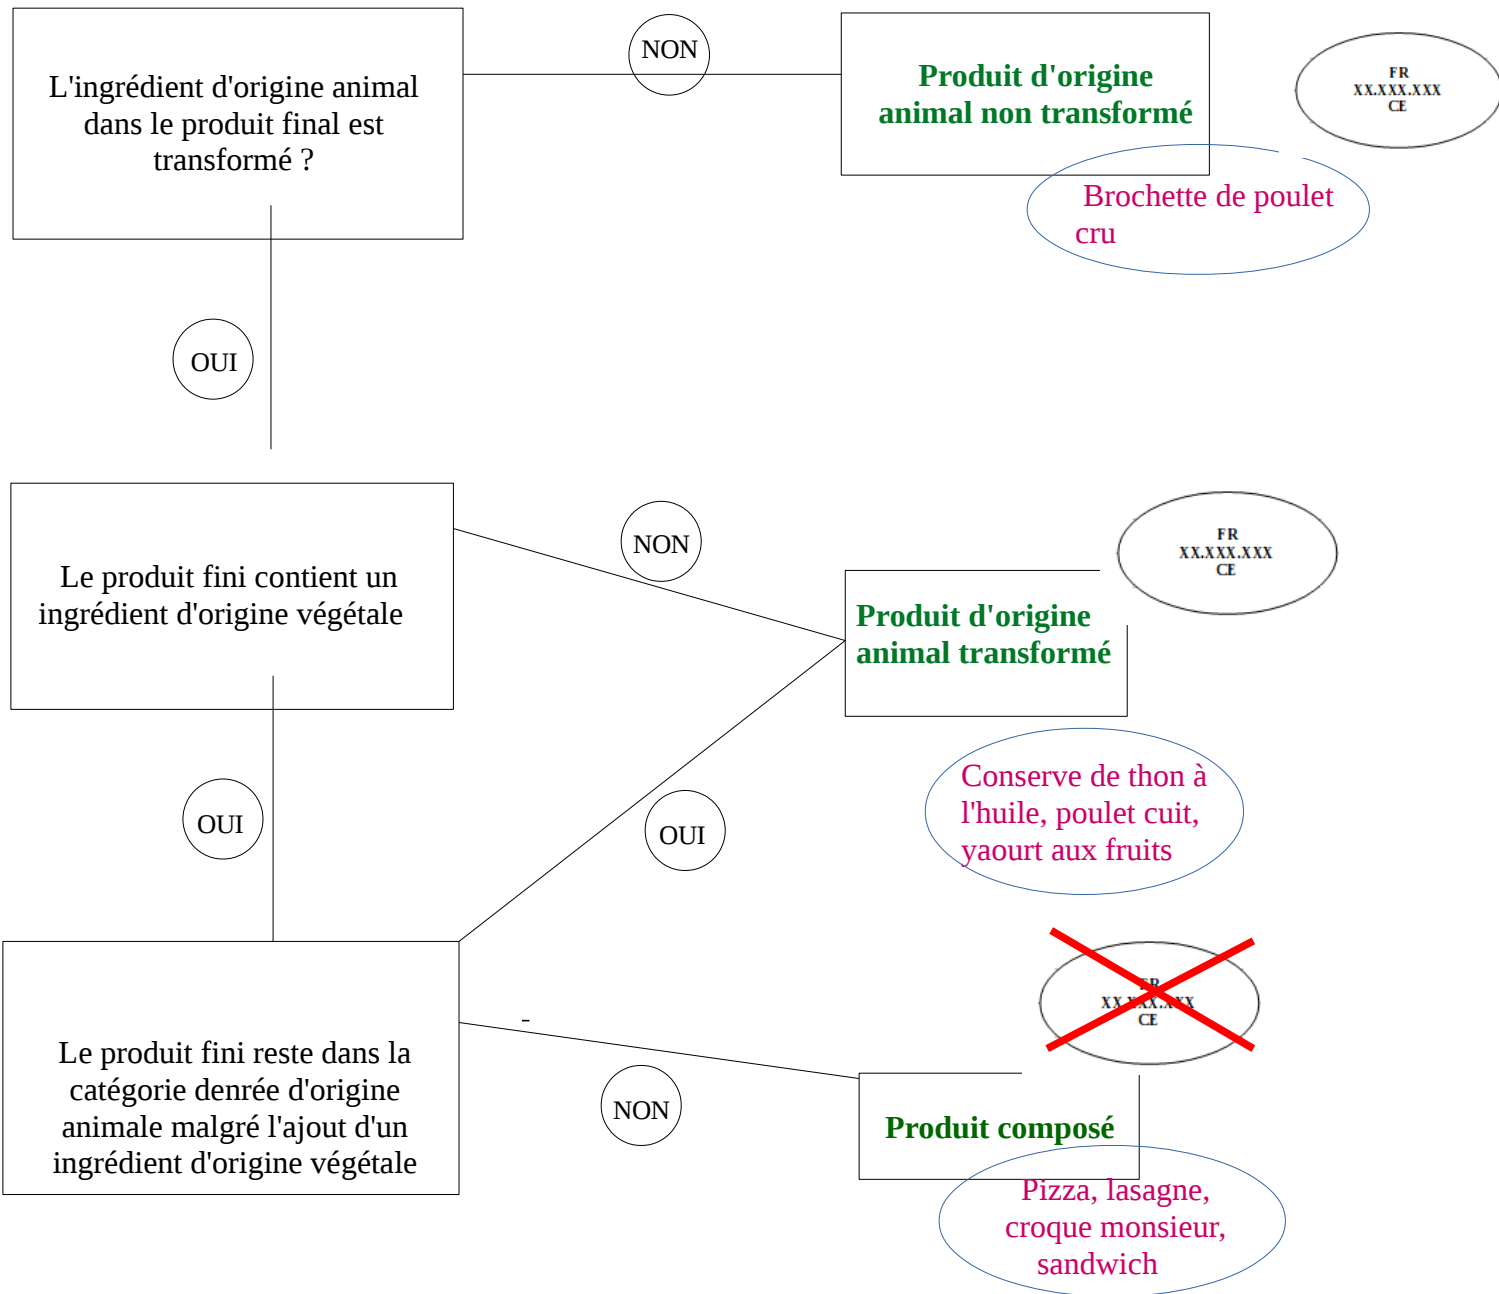 L'ingrédient d'origine animal
dans le produit final est
transformé ?
NON
Produit d'origine
animal non transformé
FR
XX.XXX.XXX
CE
Brochette de poulet
cru
OUI
Le produit fini contient un
ingrédient d'origine végétale
NON
Produit d'origine
animal transformé
FR
XX.XXX.XXX
CE
Conserve de thon à
l'huile, poulet cuit,
yaourt aux fruits
OUI
OUI
Le produit fini reste dans la
catégorie denrée d'origine
animale malgré l'ajout d'un
ingrédient d'origine végétale
-
NON
FR
XX.XXX.XXX
CE
Produit composé
Pizza, lasagne,
croque monsieur,
sandwich